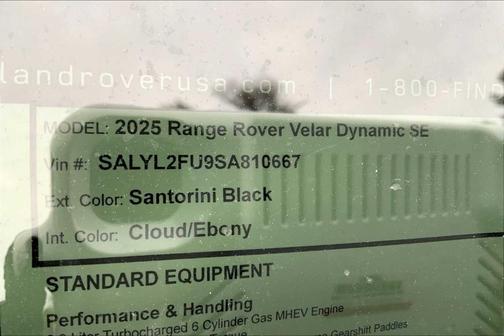 landroverusa.com | 1-800-FIND
MODEL: 2025 Range Rover Velar Dynamic SE
Vin #: SALYL2FU9SA810667
Ext. Color: Santorini Black
Int. Color: Cloud/Ebony
STANDARD EQUIPMENT
Performance & Handling
Liter Turbocharged 6 Cylinder Gas MHEV Engine
Gearshift Paddles